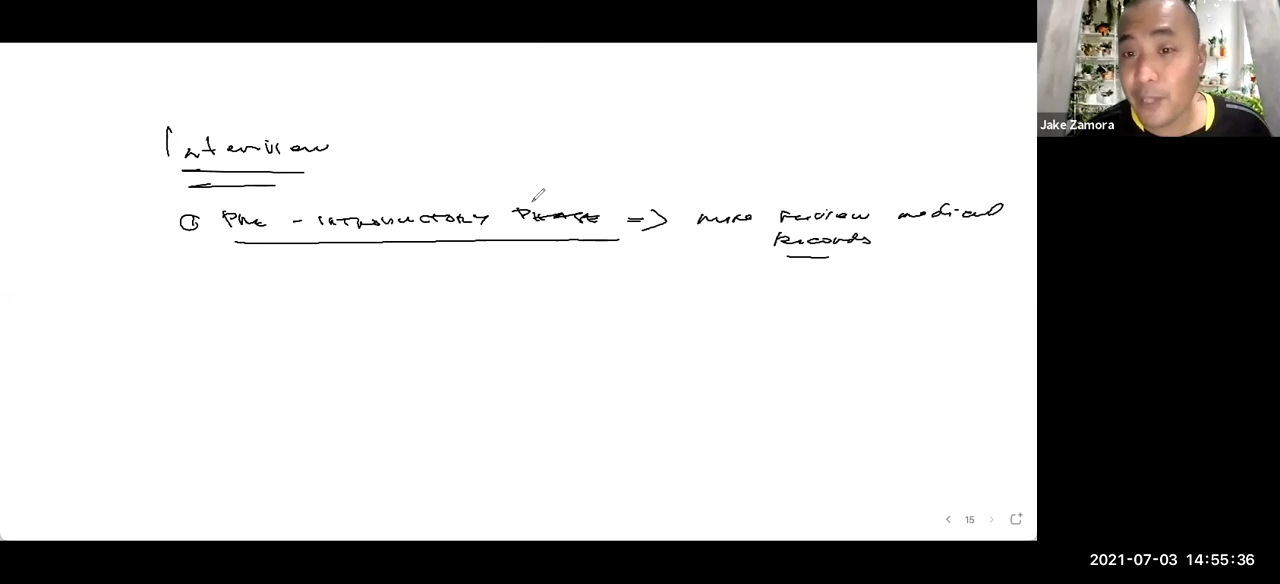 Interview
① PRE - INTRODUCTORY PHASE => nurse review medical
Records
Jake Zamora
15
2021-07-03 14:55:36